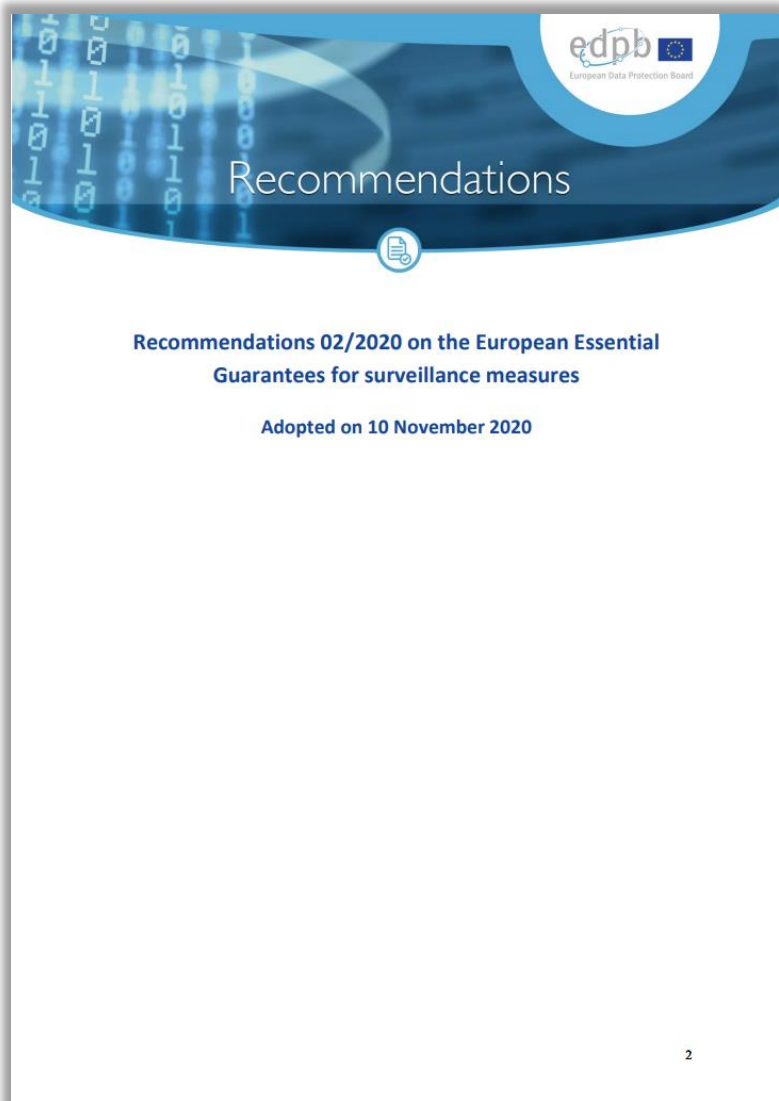 edpb
European Data Protection Board
Recommendations
Recommendations 02/2020 on the European Essential
Guarantees for surveillance measures
Adopted on 10 November 2020
2